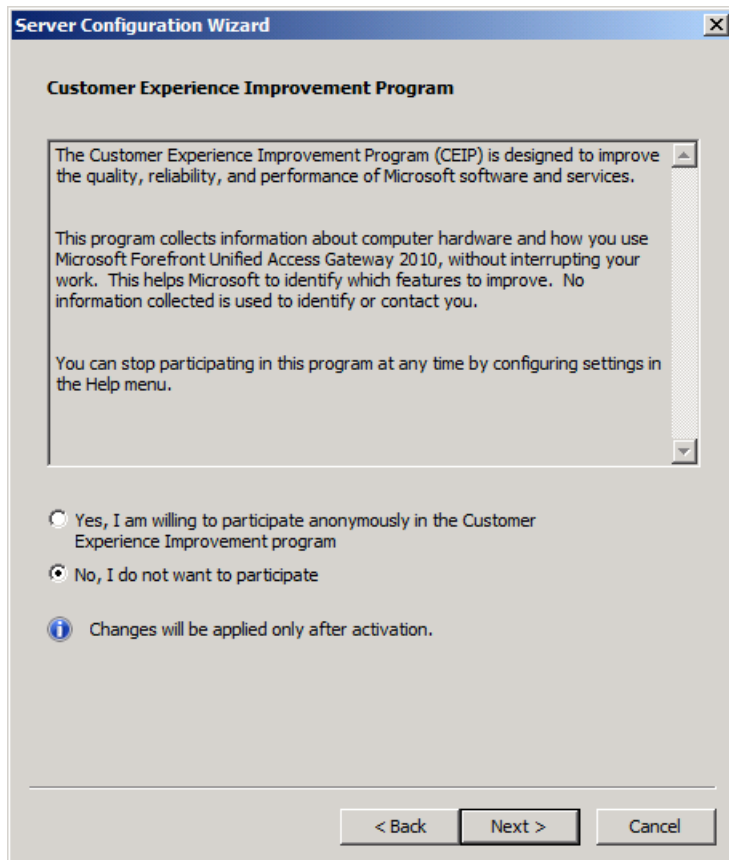 Server Configuration Wizard
Customer Experience Improvement Program
The Customer Experience Improvement Program (CEIP) is designed to improve
the quality, reliability, and performance of Microsoft software and services.
This program collects information about computer hardware and how you use
Microsoft Forefront Unified Access Gateway 2010, without interrupting your
work.  This helps Microsoft to identify which features to improve.  No
information collected is used to identify or contact you.
You can stop participating in this program at any time by configuring settings in
the Help menu.
Yes, I am willing to participate anonymously in the Customer
Experience Improvement program
No, I do not want to participate
Changes will be applied only after activation.
< Back Next > Cancel